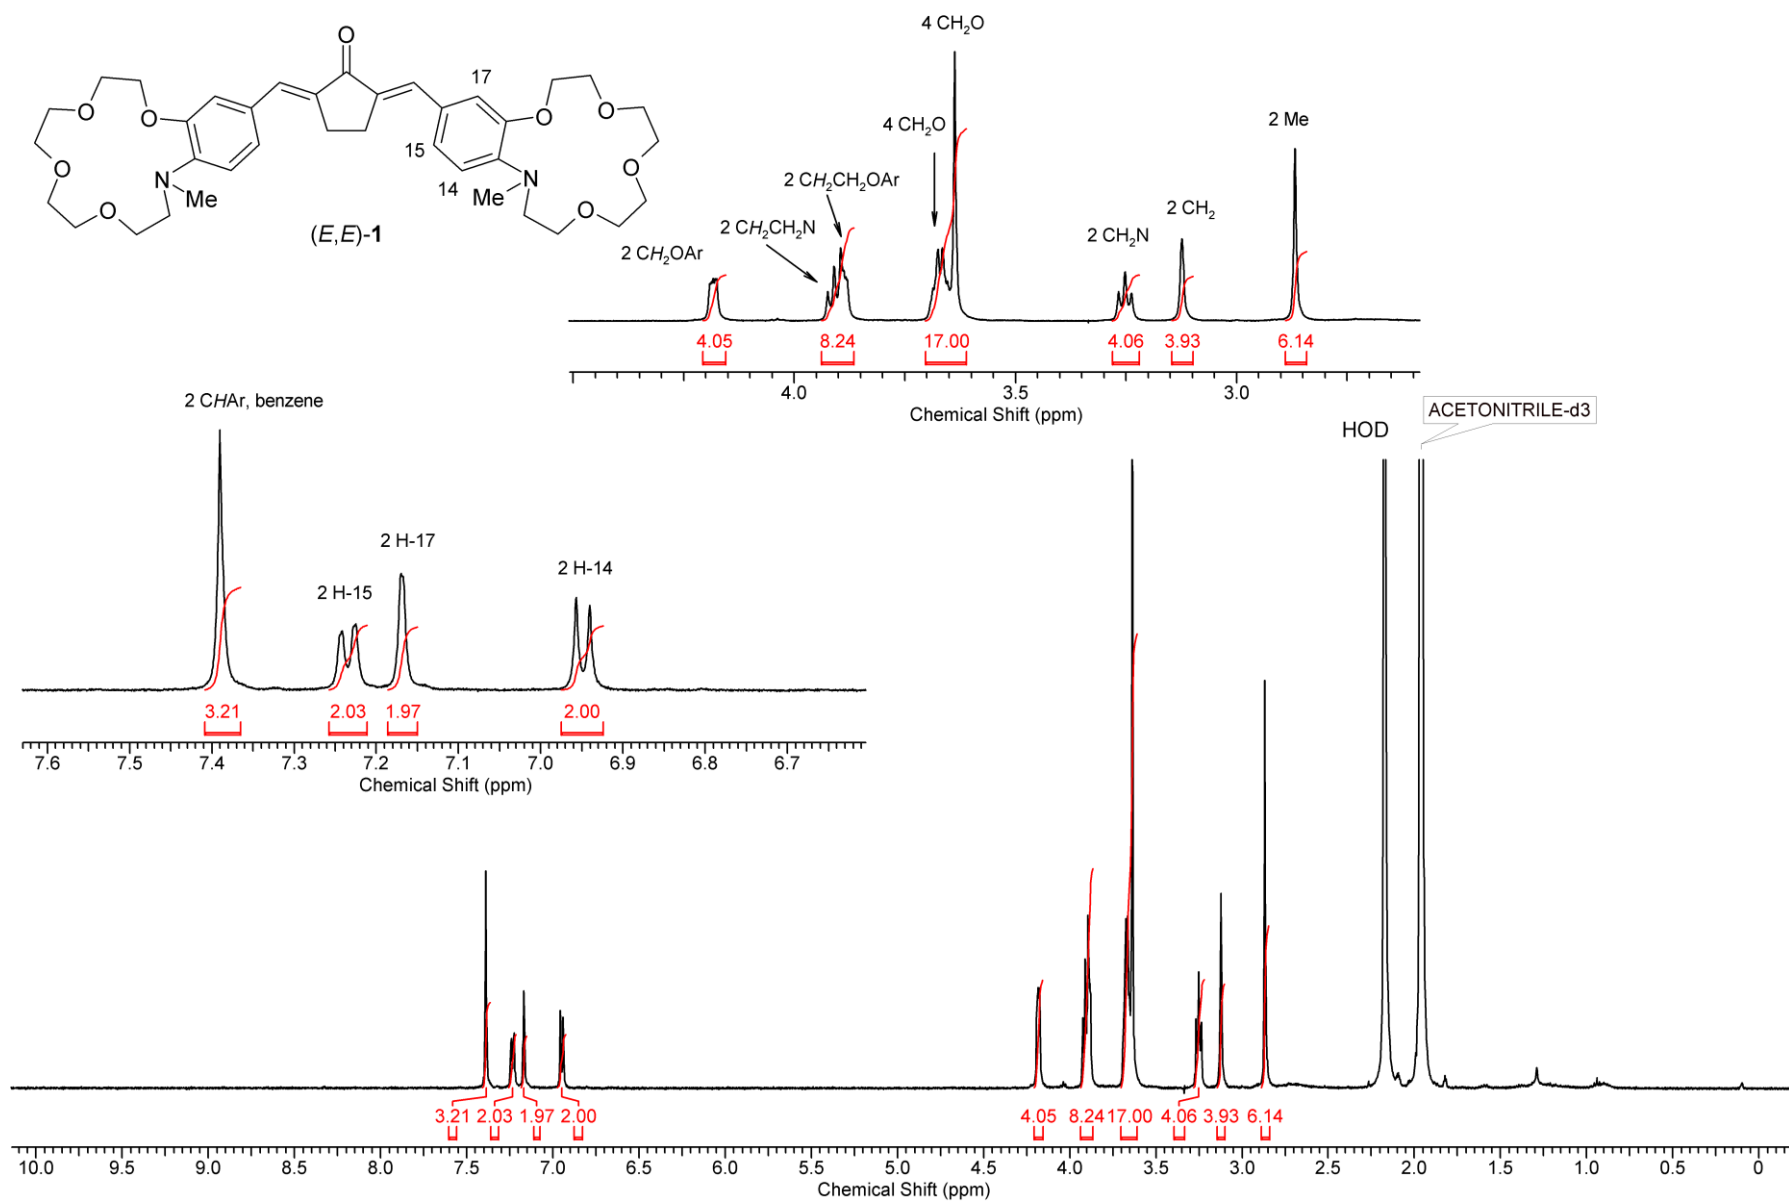 4 CH2O
O
17
O
O
O
O
4 CH2O
2 Me
O
O
15
2 CH2CH2OAr
O
O
N
14
N
2 CH2
Me
Me
2 CH2CH2N
2 CH2N
O
O
(E,E)-1
2 CH2OAr
4.05
8.24
17.00
4.06
3.93
6.14
4.0
3.5
3.0
Chemical Shift (ppm)
2 CHAr, benzene
ACETONITRILE-d3
HOD
2 H-17
2 H-14
2 H-15
3.21
2.03
1.97
2.00
7.6
7.5
7.4
7.3
7.2
7.1
7.0
6.9
6.8
6.7
Chemical Shift (ppm)
3.21
2.03
1.97
2.00
4.05
8.24
17.00
4.06
3.93
6.14
10.0
9.5
9.0
8.5
8.0
7.5
7.0
6.5
6.0
5.5
5.0
4.5
4.0
3.5
3.0
2.5
2.0
1.5
1.0
0.5
0
Chemical Shift (ppm)